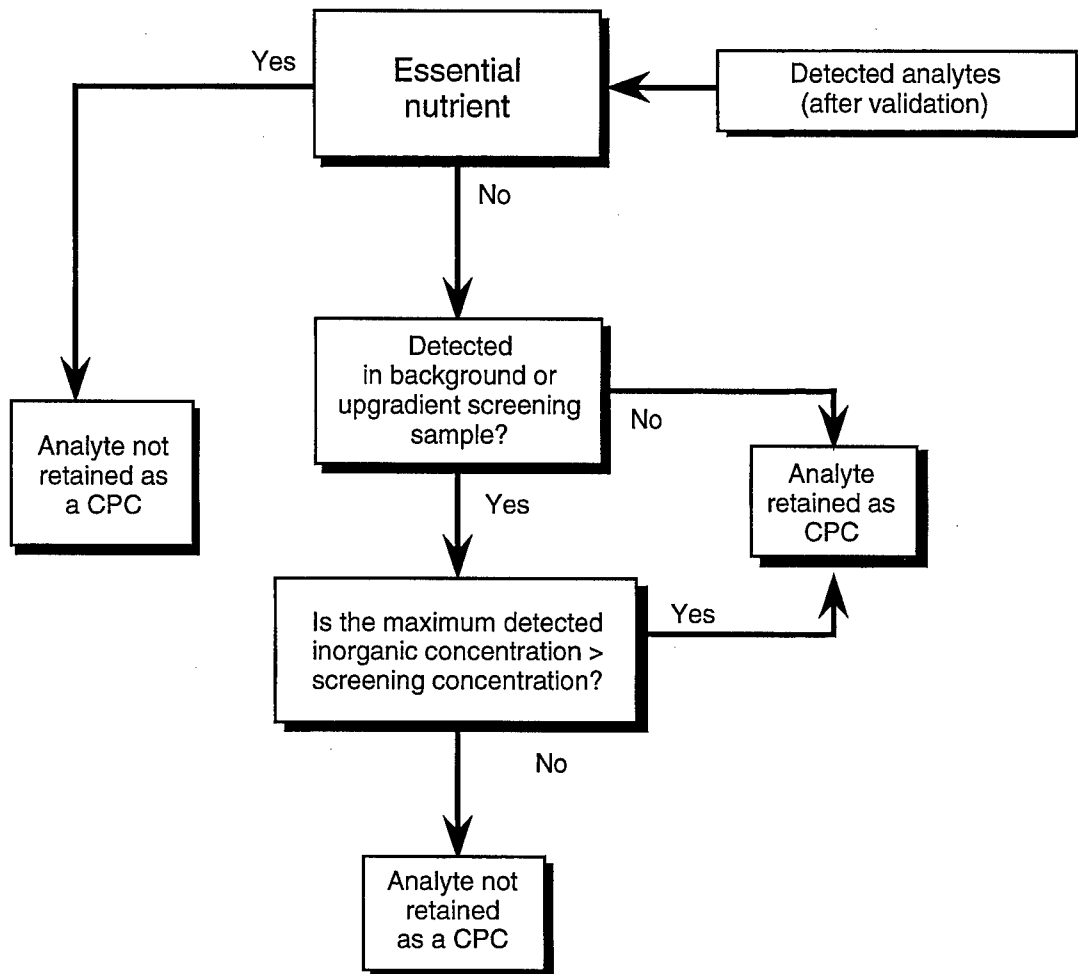 Yes
Essential
nutrient
Detected analytes
(after validation)
No
Detected
in background or
upgradient screening
sample?
No
Analyte not
retained as
a CPC
Analyte
retained as
CPC
Yes
Is the maximum detected
inorganic concentration >
screening concentration?
Yes
No
Analyte not
retained
as a CPC